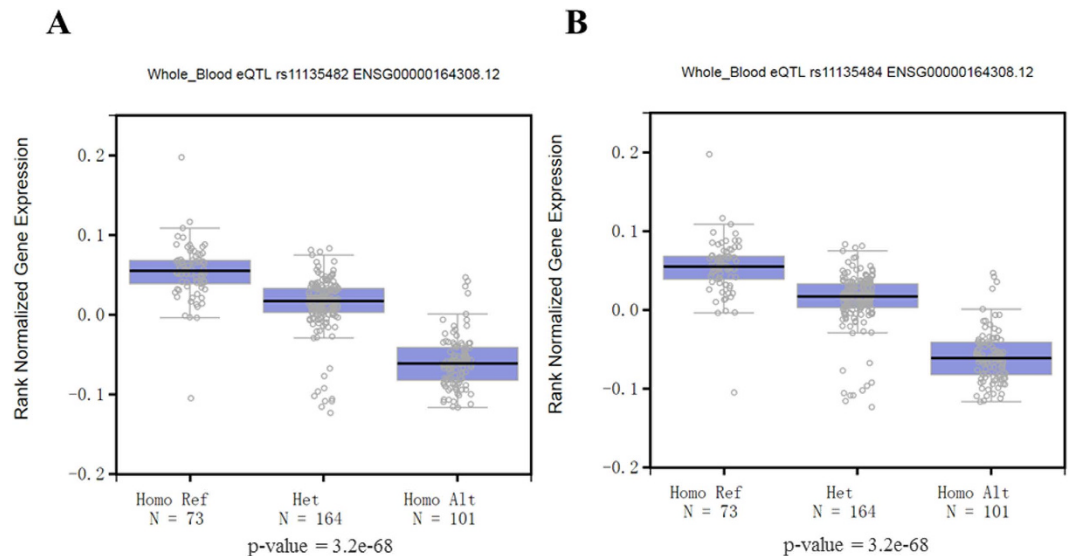 A
Whole_Blood eQTL rs11135482 ENSG00000164308.12
Rank Normalized Gene Expression
0.2
0.1
0.0
-0.1
-0.2
Homo Ref Het Homo Alt
N = 73 N = 164 N = 101
p-value = 3.2e-68
B
Whole_Blood eQTL rs11135484 ENSG00000164308.12
Rank Normalized Gene Expression
0.2
0.1
0.0
-0.1
-0.2
Homo Ref Het Homo Alt
N = 73 N = 164 N = 101
p-value = 3.2e-68